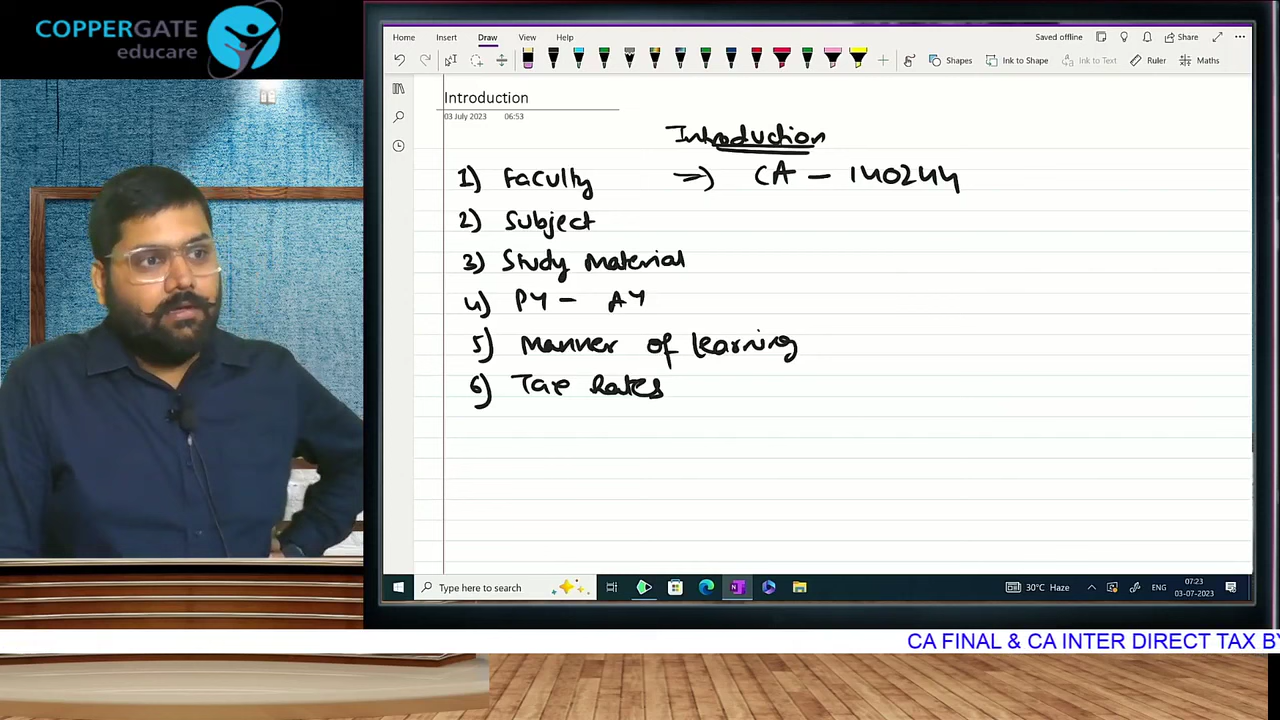 COPPERGATE
educare
Home Insert Draw View Help
Saved offline
Share
Shapes
Ink to Shape
Ink to Text
Ruler
Maths
Introduction
03 July 2023 06:53
Introduction
1) Faculty => CA - 140244
2) Subject
3) Study Material
4) PY - AY
5) Manner of learning
6) Tax Rates
Type here to search
30°C Haze
ENG
07:23
03-07-2023
CA FINAL & CA INTER DIRECT TAX BY